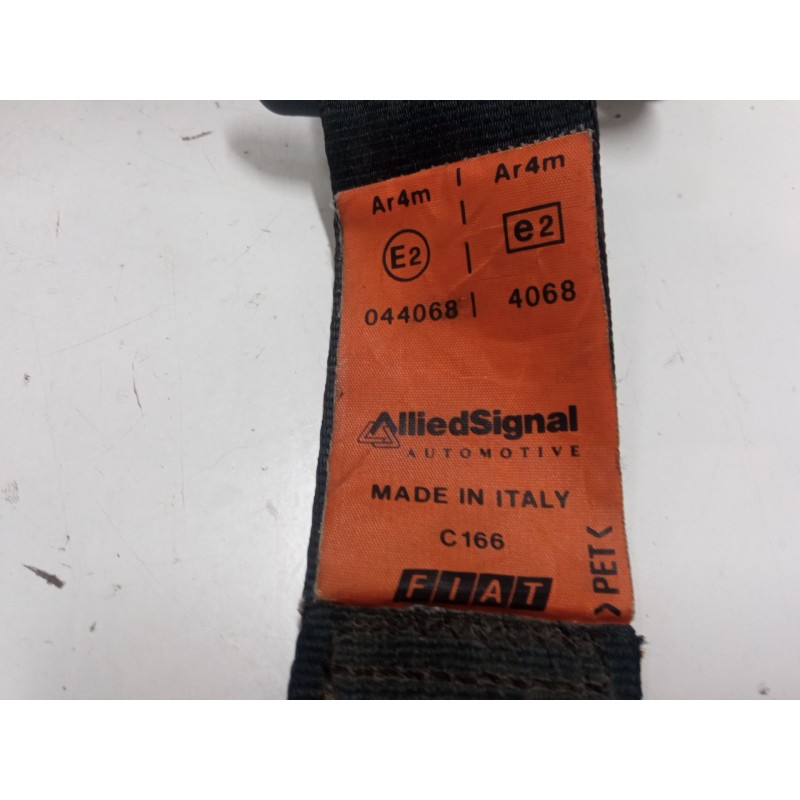 Ar4m | Ar4m
E2 | e2
044068 | 4068
AlliedSignal
AUTOMOTIVE
MADE IN ITALY
C166
FIAT
>PET<